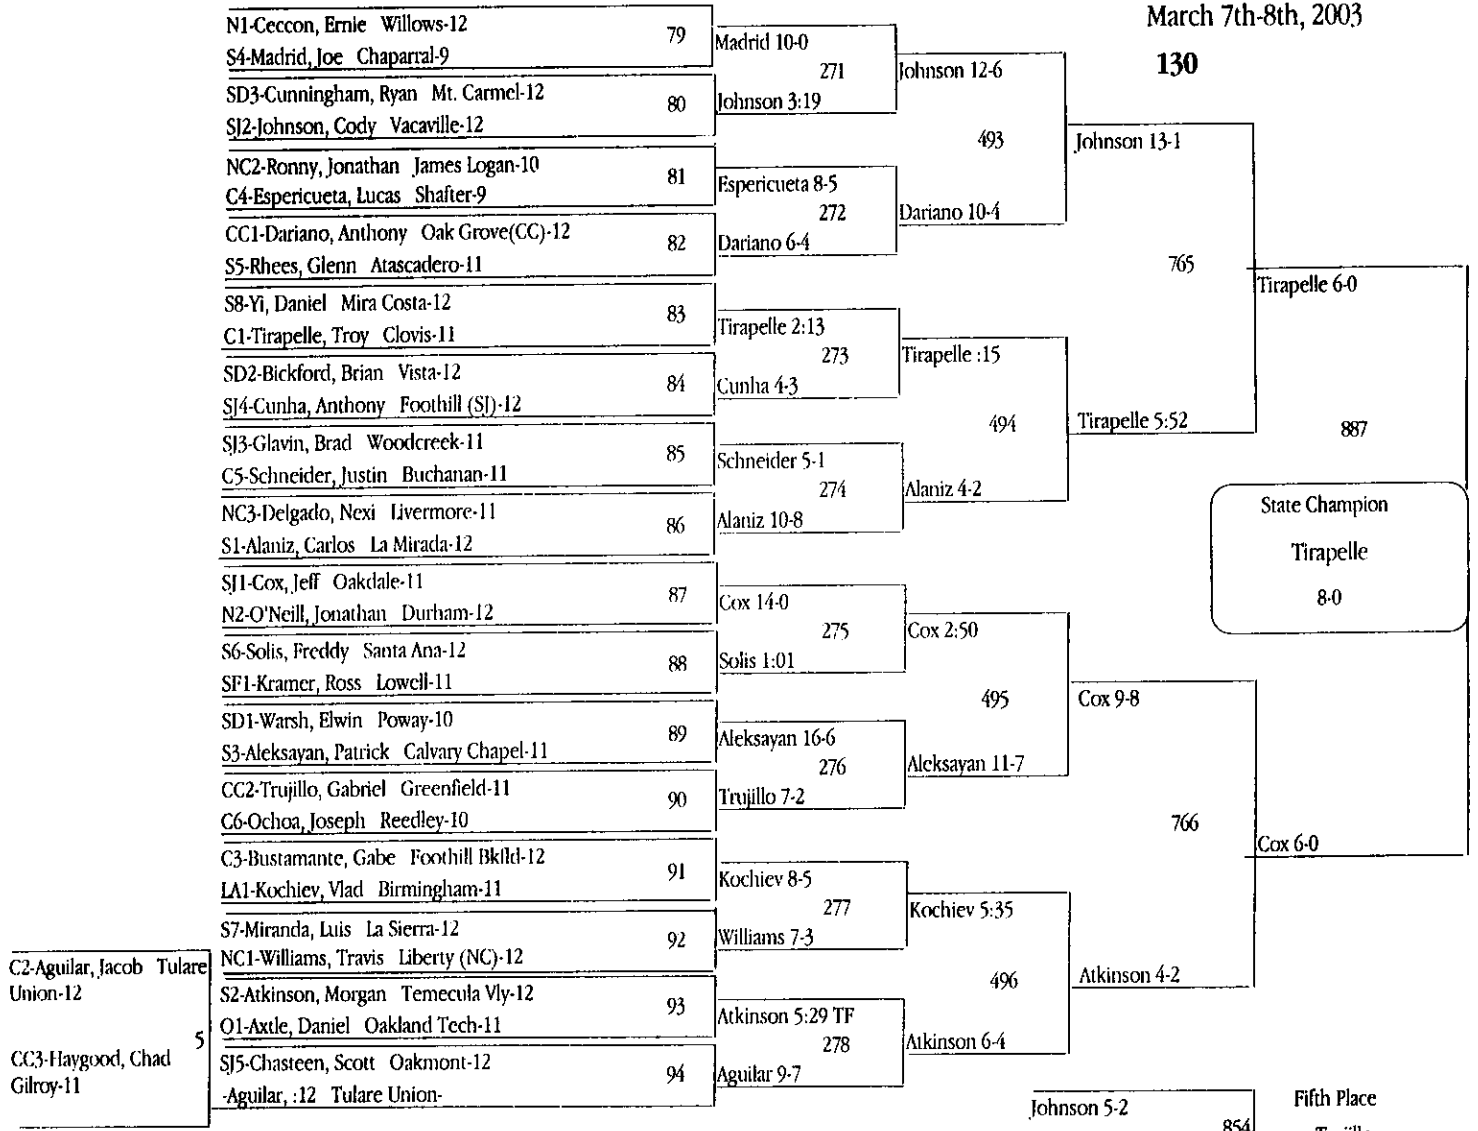 March 7th-8th, 2003
130
N1-Ceccon, Ernie Willows-12
S4-Madrid, Joe Chaparral-9
79
SD3-Cunningham, Ryan Mt. Carmel-12
SJ2-Johnson, Cody Vacaville-12
80
NC2-Ronny, Jonathan James Logan-10
C4-Espericueta, Lucas Shafter-9
81
CC1-Dariano, Anthony Oak Grove(CC)-12
S5-Rhees, Glenn Atascadero-11
82
S8-Yi, Daniel Mira Costa-12
C1-Tirapelle, Troy Clovis-11
83
SD2-Bickford, Brian Vista-12
SJ4-Cunha, Anthony Foothill (SJ)-12
84
SJ3-Glavin, Brad Woodcreek-11
C5-Schneider, Justin Buchanan-11
85
NC3-Delgado, Nexi Livermore-11
S1-Alaniz, Carlos La Mirada-12
86
SJ1-Cox, Jeff Oakdale-11
N2-O'Neill, Jonathan Durham-12
87
S6-Solis, Freddy Santa Ana-12
SF1-Kramer, Ross Lowell-11
88
SD1-Warsh, Elwin Poway-10
S3-Aleksayan, Patrick Calvary Chapel-11
89
CC2-Trujillo, Gabriel Greenfield-11
C6-Ochoa, Joseph Reedley-10
90
C3-Bustamante, Gabe Foothill Bkfld-12
LA1-Kochiev, Vlad Birmingham-11
91
S7-Miranda, Luis La Sierra-12
NC1-Williams, Travis Liberty (NC)-12
92
S2-Atkinson, Morgan Temecula Vly-12
O1-Axtle, Daniel Oakland Tech-11
93
SJ5-Chasteen, Scott Oakmont-12
-Aguilar, :12 Tulare Union-
94
C2-Aguilar, Jacob Tulare
Union-12
5
CC3-Haygood, Chad
Gilroy-11
Madrid 10-0
271
Johnson 3:19
Espericueta 8-5
272
Dariano 6-4
Tirapelle 2:13
273
Cunha 4-3
Schneider 5-1
274
Alaniz 10-8
Cox 14-0
275
Solis 1:01
Aleksayan 16-6
276
Trujillo 7-2
Kochiev 8-5
277
Williams 7-3
Atkinson 5:29 TF
278
Aguilar 9-7
Johnson 12-6
493
Dariano 10-4
Tirapelle :15
494
Alaniz 4-2
Cox 2:50
495
Aleksayan 11-7
Kochiev 5:35
496
Atkinson 6-4
Johnson 13-1
765
Tirapelle 5:52
Cox 9-8
766
Atkinson 4-2
Tirapelle 6-0
887
Cox 6-0
State Champion
Tirapelle
8-0
Johnson 5-2
854
Fifth Place